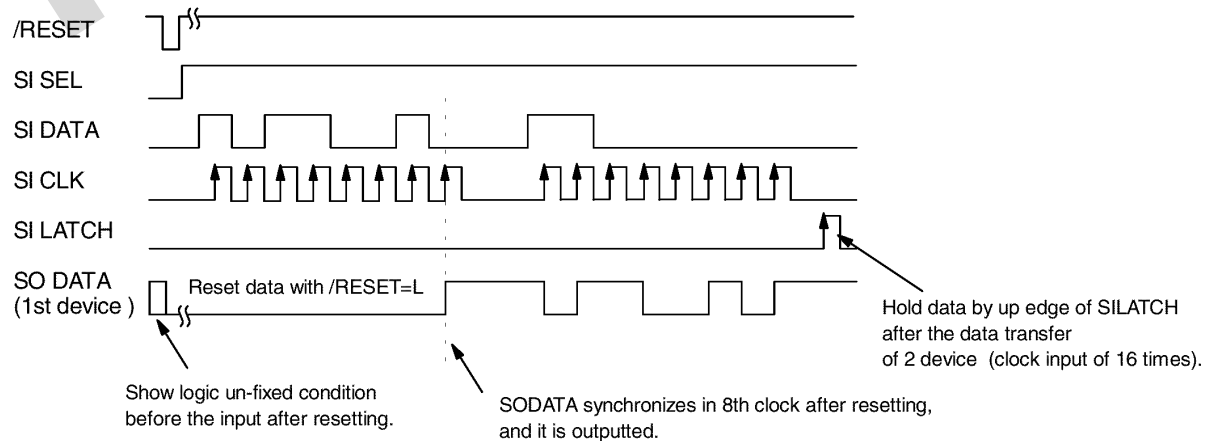 /RESET
SI SEL
SI DATA
SI CLK
SI LATCH
SO DATA
(1st device )
Reset data with /RESET=L
Hold data by up edge of SILATCH
after the data transfer
of 2 device (clock input of 16 times).
Show logic un-fixed condition
before the input after resetting.
SODATA synchronizes in 8th clock after resetting,
and it is outputted.